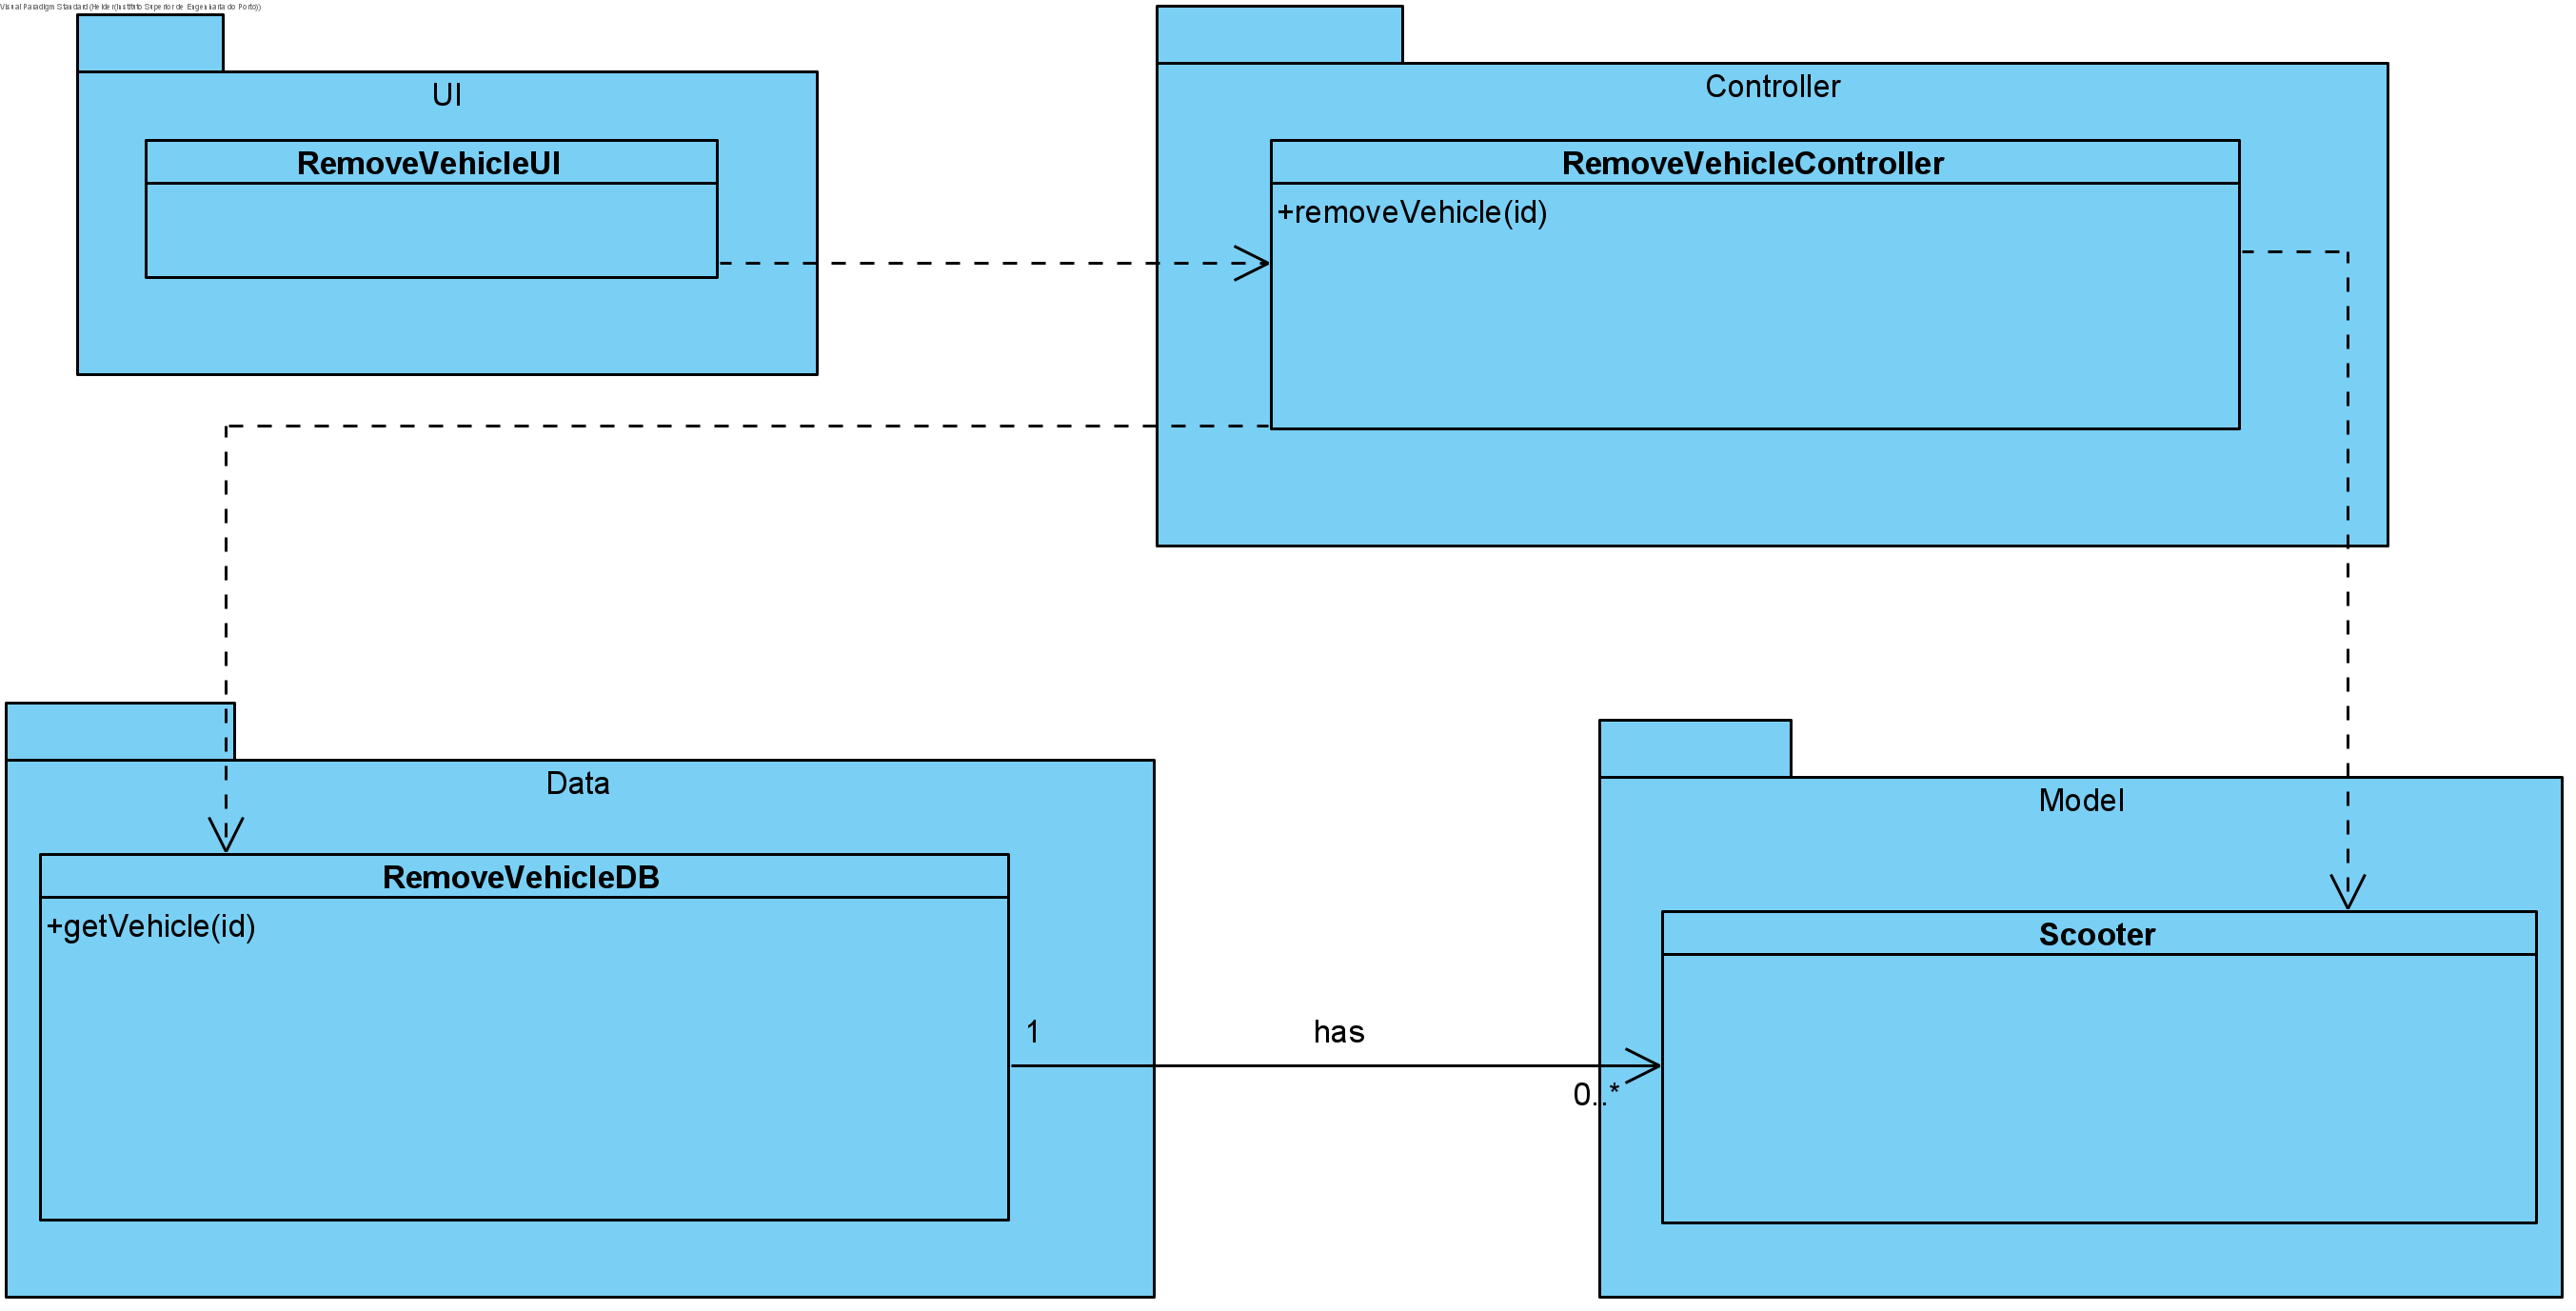 Visual Paradigm Standard (Helder(Instituto Superior de Engenharia do Porto))
UI
RemoveVehicleUI
Controller
RemoveVehicleController
+removeVehicle(id)
Data
RemoveVehicleDB
+getVehicle(id)
1
has
0..*
Model
Scooter